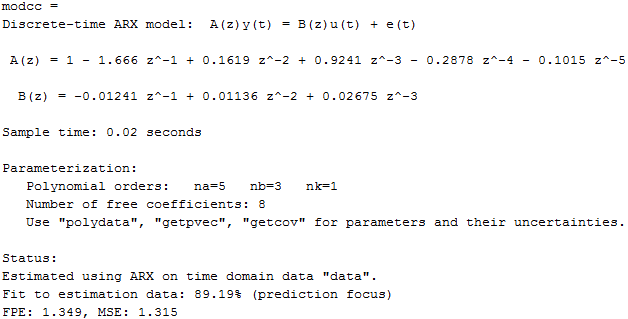 modcc =
Discrete-time ARX model:  A(z)y(t) = B(z)u(t) + e(t)
A(z) = 1 - 1.666 z^-1 + 0.1619 z^-2 + 0.9241 z^-3 - 0.2878 z^-4 - 0.1015 z^-5
B(z) = -0.01241 z^-1 + 0.01136 z^-2 + 0.02675 z^-3
Sample time: 0.02 seconds
Parameterization:
Polynomial orders:   na=5   nb=3   nk=1
Number of free coefficients: 8
Use "polydata", "getpvec", "getcov" for parameters and their uncertainties.
Status:
Estimated using ARX on time domain data "data".
Fit to estimation data: 89.19% (prediction focus)
FPE: 1.349, MSE: 1.315